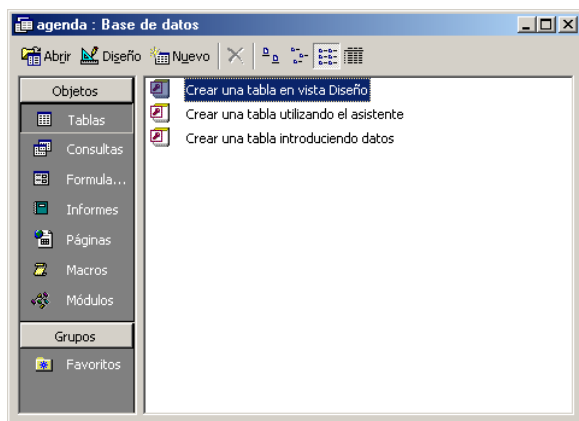 agenda : Base de datos
Abrir Diseño Nuevo
Objetos
Tablas
Consultas
Formula...
Informes
Páginas
Macros
Módulos
Grupos
Favoritos
Crear una tabla en vista Diseño
Crear una tabla utilizando el asistente
Crear una tabla introduciendo datos